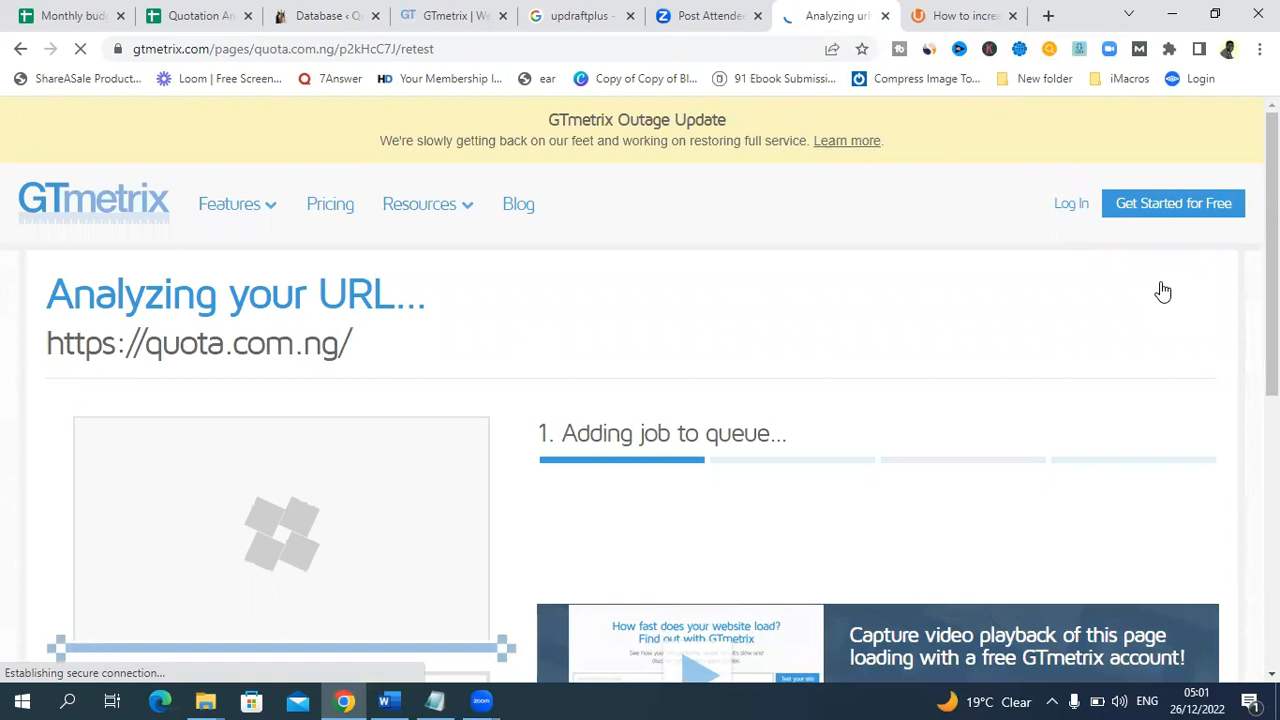 Monthly budg
Quotation An
Database ‹ Q
GTmetrix | We
updraftplus -
Post Attendee
Analyzing url
How to increa
gtmetrix.com/pages/quota.com.ng/p2kHcC7J/retest
ShareASale Product...
Loom | Free Screen...
7Answer
Your Membership I...
ear
Copy of Copy of Bl...
91 Ebook Submissi...
Compress Image To...
New folder
iMacros
Login
GTmetrix Outage Update
We're slowly getting back on our feet and working on restoring full service. Learn more.
GTmetrix
Features
Pricing
Resources
Blog
Log In
Get Started for Free
Analyzing your URL...
https://quota.com.ng/
1. Adding job to queue...
How fast does your website load?
Find out with GTmetrix
Capture video playback of this page
loading with a free GTmetrix account!
Establishing secure connection...
19°C Clear
ENG
05:01
26/12/2022